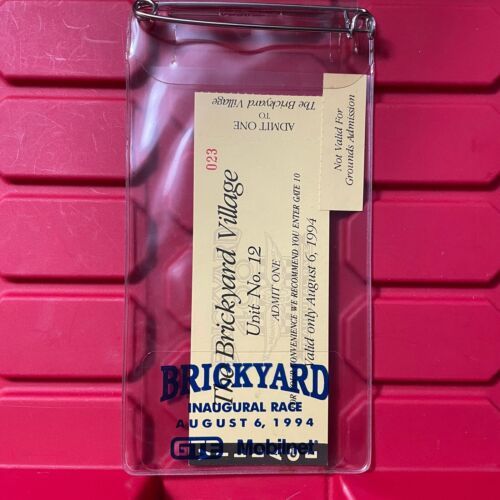 ADMIT ONE
TO
The Brickyard Village
Not Valid For
Grounds Admission
023
The Brickyard Village
Unit No. 12
ADMIT ONE
CONVENIENCE WE RECOMMEND YOU ENTER GATE 10
Valid only August 6, 1994
BRICKYARD
INAUGURAL RACE
AUGUST 6, 1994
GTE Mobilnet